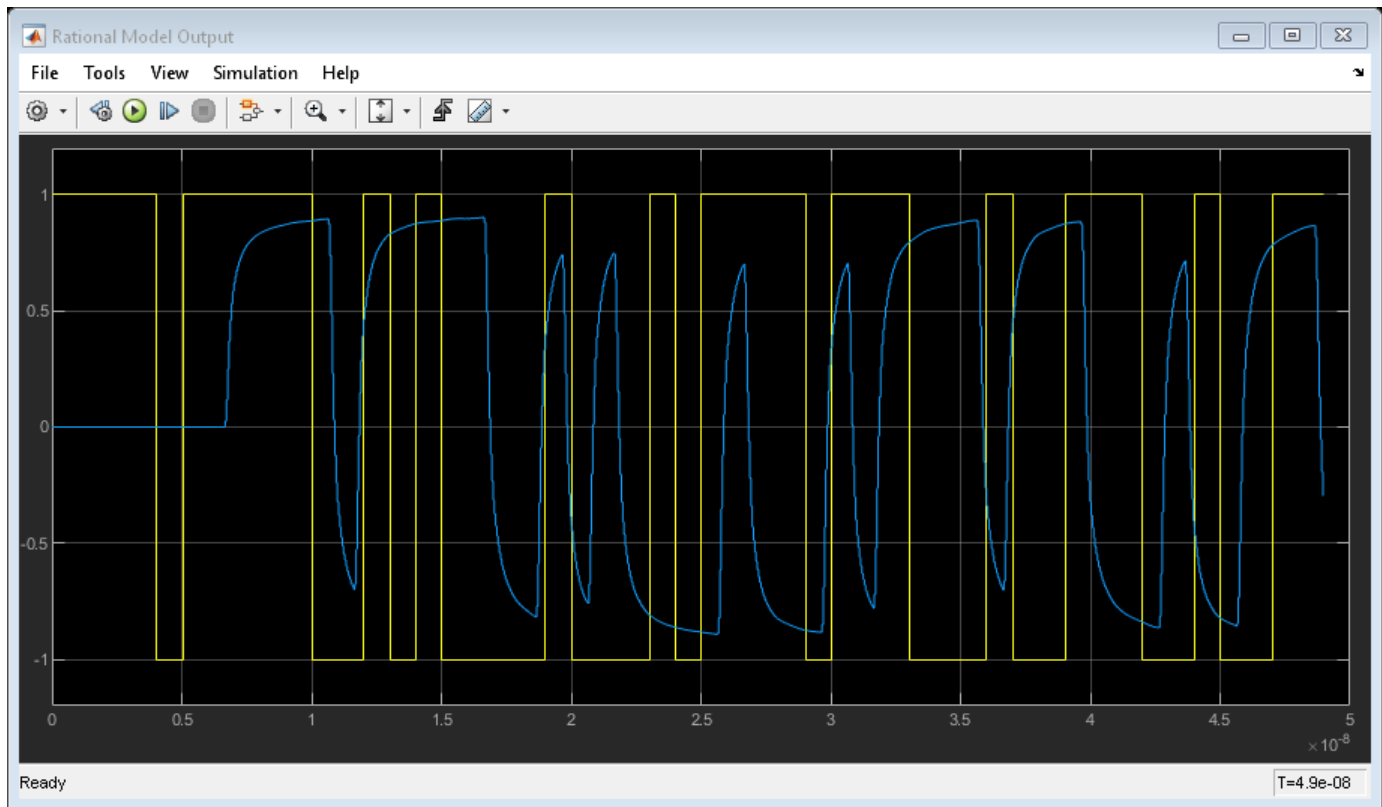 Rational Model Output
File Tools View Simulation Help
1
0.5
0
-0.5
-1
0 0.5 1 1.5 2 2.5 3 3.5 4 4.5 5
×10-8
Ready T=4.9e-08